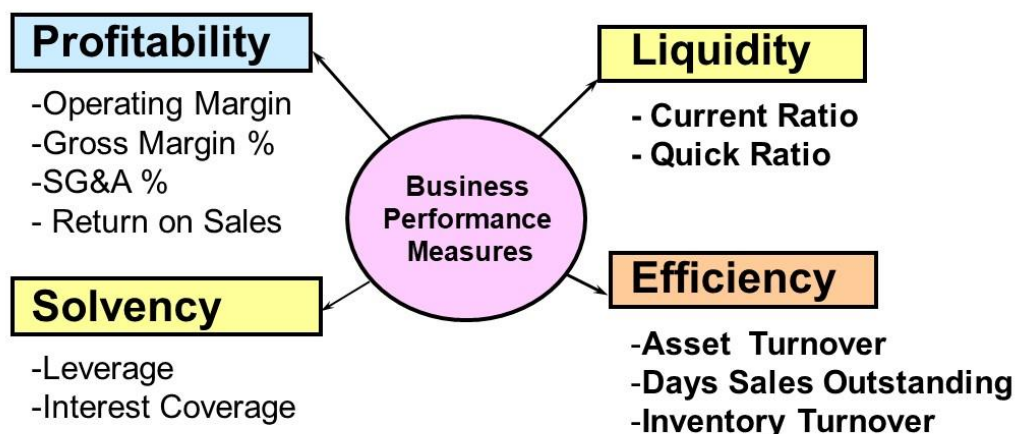 Profitability
-Operating Margin
-Gross Margin %
-SG&A %
- Return on Sales
Liquidity
- Current Ratio
- Quick Ratio
Business
Performance
Measures
Solvency
-Leverage
-Interest Coverage
Efficiency
-Asset Turnover
-Days Sales Outstanding
-Inventory Turnover